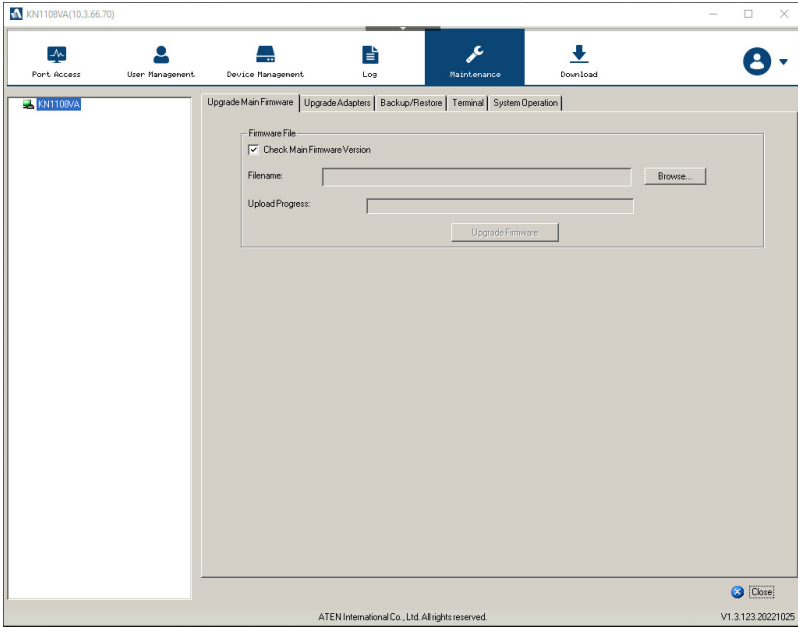 KN1108VA(10.3.66.70)
Port Access
User Management
Device Management
Log
Maintenance
Download
KN1108VA
Upgrade Main Firmware
Upgrade Adapters
Backup/Restore
Terminal
System Operation
Firmware File
Check Main Firmware Version
Filename:
Browse...
Upload Progress:
Upgrade Firmware
Close
ATEN International Co., Ltd. All rights reserved.
V1.3.123.20221025